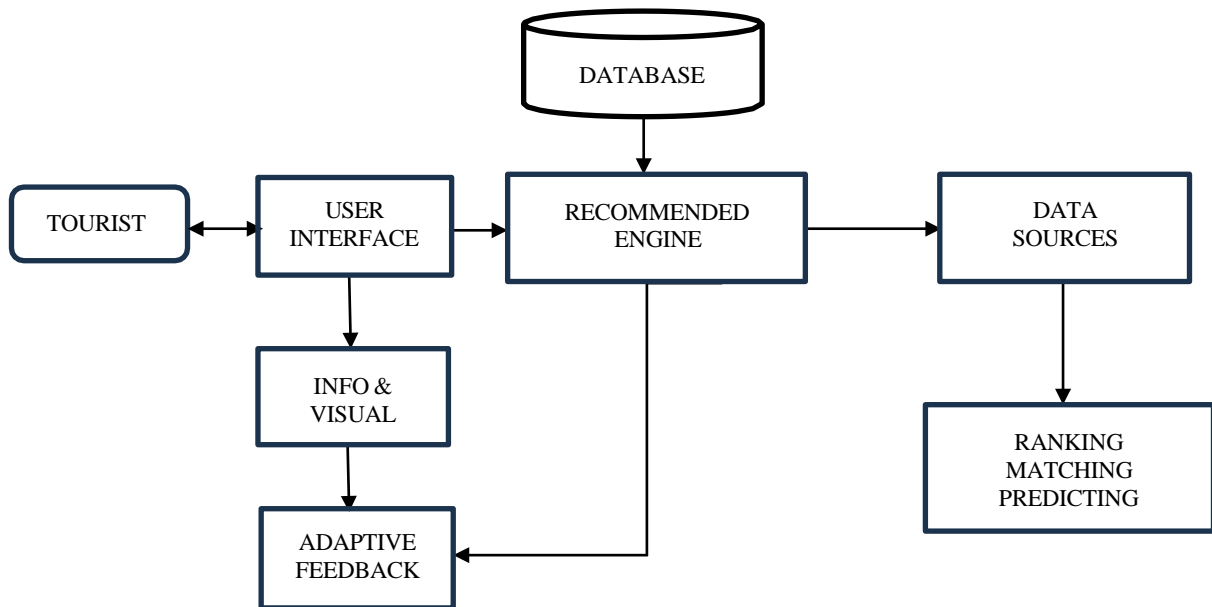 DATABASE
TOURIST
USER
INTERFACE
RECOMMENDED
ENGINE
DATA
SOURCES
INFO &
VISUAL
RANKING
MATCHING
PREDICTING
ADAPTIVE
FEEDBACK